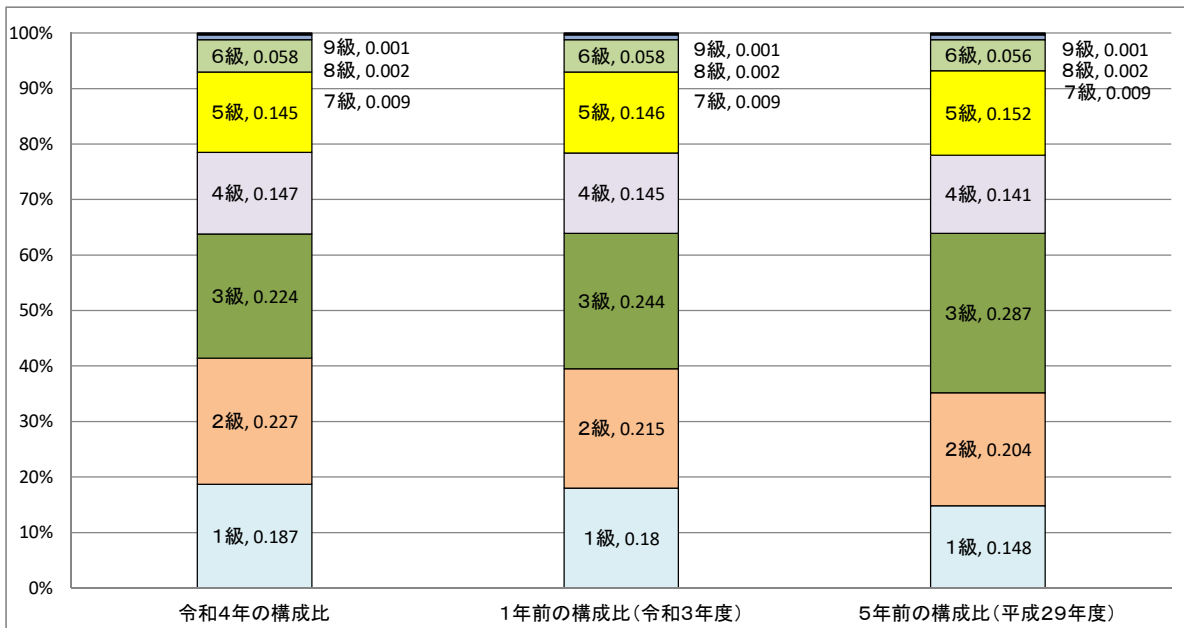 100%
90%
80%
70%
60%
50%
40%
30%
20%
10%
0%
9級, 0.001
8級, 0.002
7級, 0.009
6級, 0.058
5級, 0.145
4級, 0.147
3級, 0.224
2級, 0.227
1級, 0.187
令和4年の構成比
9級, 0.001
8級, 0.002
7級, 0.009
6級, 0.058
5級, 0.146
4級, 0.145
3級, 0.244
2級, 0.215
1級, 0.18
1年前の構成比(令和3年度)
9級, 0.001
8級, 0.002
7級, 0.009
6級, 0.056
5級, 0.152
4級, 0.141
3級, 0.287
2級, 0.204
1級, 0.148
5年前の構成比(平成29年度)